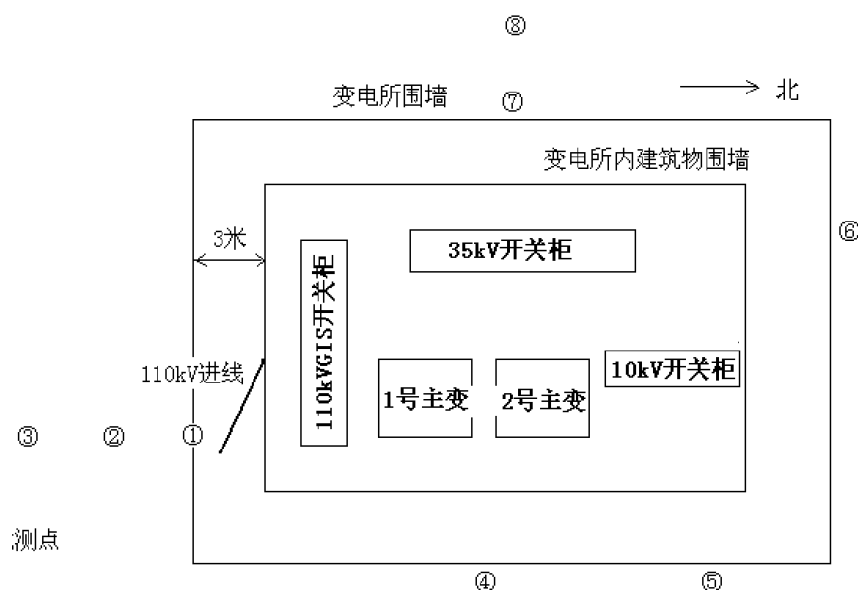 ⑧
变电所围墙
⑦
北
变电所内建筑物围墙
3米
35kV开关柜
⑥
110kVGIS开关柜
110kV进线
1号主变
2号主变
10kV开关柜
③
②
①
测点
④
⑤